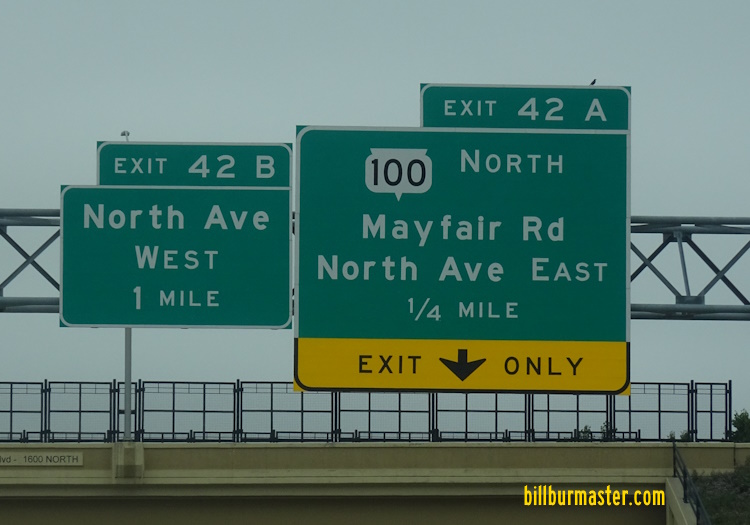 EXIT 42 B
North Ave
WEST
1 MILE
EXIT 42 A
100 NORTH
Mayfair Rd
North Ave EAST
1/4 MILE
EXIT ONLY
lvd - 1600 NORTH
billburmaster.com